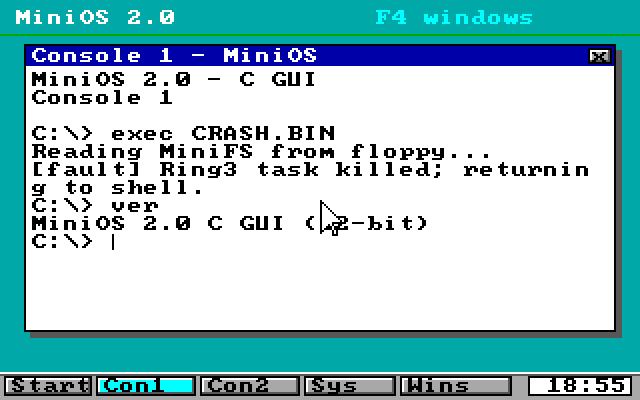 MiniOS 2.0
F4 windows
Console 1 - MiniOS
MiniOS 2.0 - C GUI
Console 1
C:\> exec CRASH.BIN
Reading MiniFS from floppy...
[fault] Ring3 task killed; returnin
g to shell.
C:\> ver
MiniOS 2.0 C GUI ( 2-bit)
C:\>
Start Con1 Con2 Sys Wins 18:55